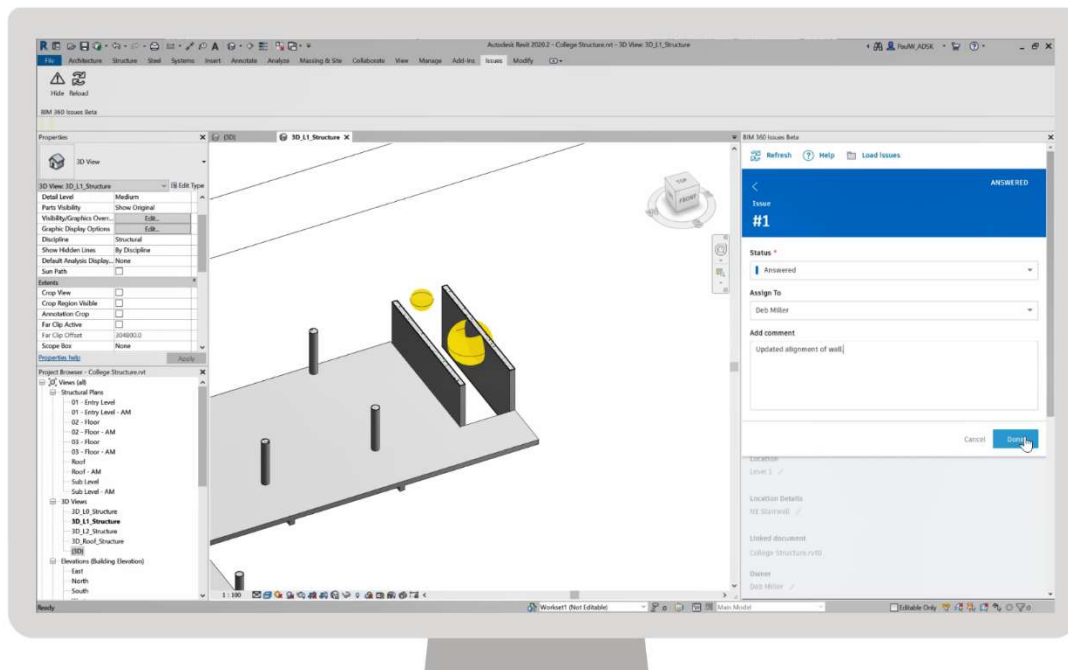 Autodesk Revit 2020.2 - College Structure.rvt - 3D View: 3D_L1_Structure
PaulW_ADSK
File Architecture Structure Steel Systems Insert Annotate Analyze Massing & Site Collaborate View Manage Add-Ins Issues Modify
Hide Reload
BIM 360 Issues Beta
Properties
{3D}
3D_L1_Structure
BIM 360 Issues Beta
3D View
Refresh Help Load Issues
3D View: 3D_L1_Structure
Edit Type
Detail Level Medium
Parts Visibility Show Original
Visibility/Graphics Over... Edit...
Graphic Display Options Edit...
Discipline Structural
Show Hidden Lines By Discipline
Default Analysis Display... None
Sun Path
Extents
Crop View
Crop Region Visible
Annotation Crop
Far Clip Active
Far Clip Offset 304800.0
Scope Box None
Properties help Apply
Project Browser - College Structure.rvt
Views (all)
Structural Plans
01 - Entry Level
01 - Entry Level - AM
02 - Floor
02 - Floor - AM
03 - Floor
03 - Floor - AM
Roof
Roof - AM
Sub Level
Sub Level - AM
3D Views
3D_L0_Structure
3D_L1_Structure
3D_L2_Structure
3D_Roof_Structure
{3D}
Elevations (Building Elevation)
East
North
South
TOP
FRONT
ANSWERED
Issue
#1
Status *
Answered
Assign To
Deb Miller
Add comment
Updated alignment of wall.
Cancel Done
Location
Level 1
Location Details
NE Stairwell
Linked document
College Structure.rvt0
Owner
Deb Miller
1 : 100
Ready
Workset1 (Not Editable)
Main Model
Editable Only